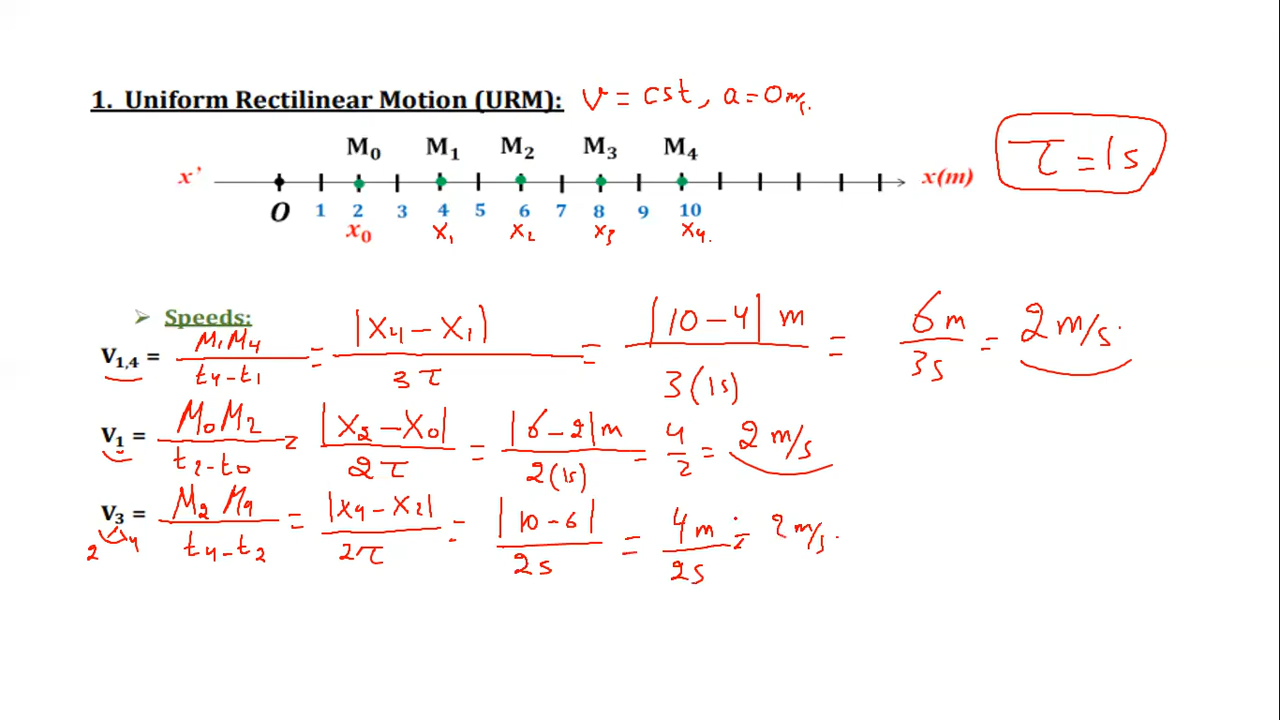 1. Uniform Rectilinear Motion (URM): V = cst, a = 0 m/s.
M₀ M₁ M₂ M₃ M₄
τ = 1s
x' x(m)
O 1 2 3 4 5 6 7 8 9 10
x₀ x₁ x₂ x₃ x₄.
➢ Speeds:
V₁,₄ = M₁M₄ / t₄-t₁ = |x₄ - x₁| / 3τ = |10-4| m / 3(1s) = 6m / 3s = 2 m/s.
V₁ = M₀M₂ / t₂-t₀ = |x₂ - x₀| / 2τ = |6-2| m / 2(1s) = 4 / 2 = 2 m/s
V₃ = M₂M₄ / t₄-t₂ = |x₄ - x₂| / 2τ = |10-6| / 2s = 4m / 2s = 2 m/s.
2 4